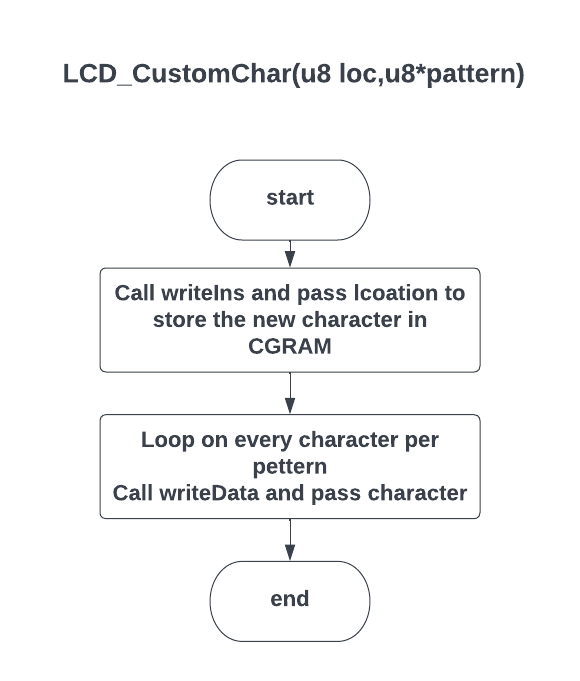 LCD_CustomChar(u8 loc,u8*pattern)
start
Call writeIns and pass lcoation to
store the new character in
CGRAM
Loop on every character per
pettern
Call writeData and pass character
end